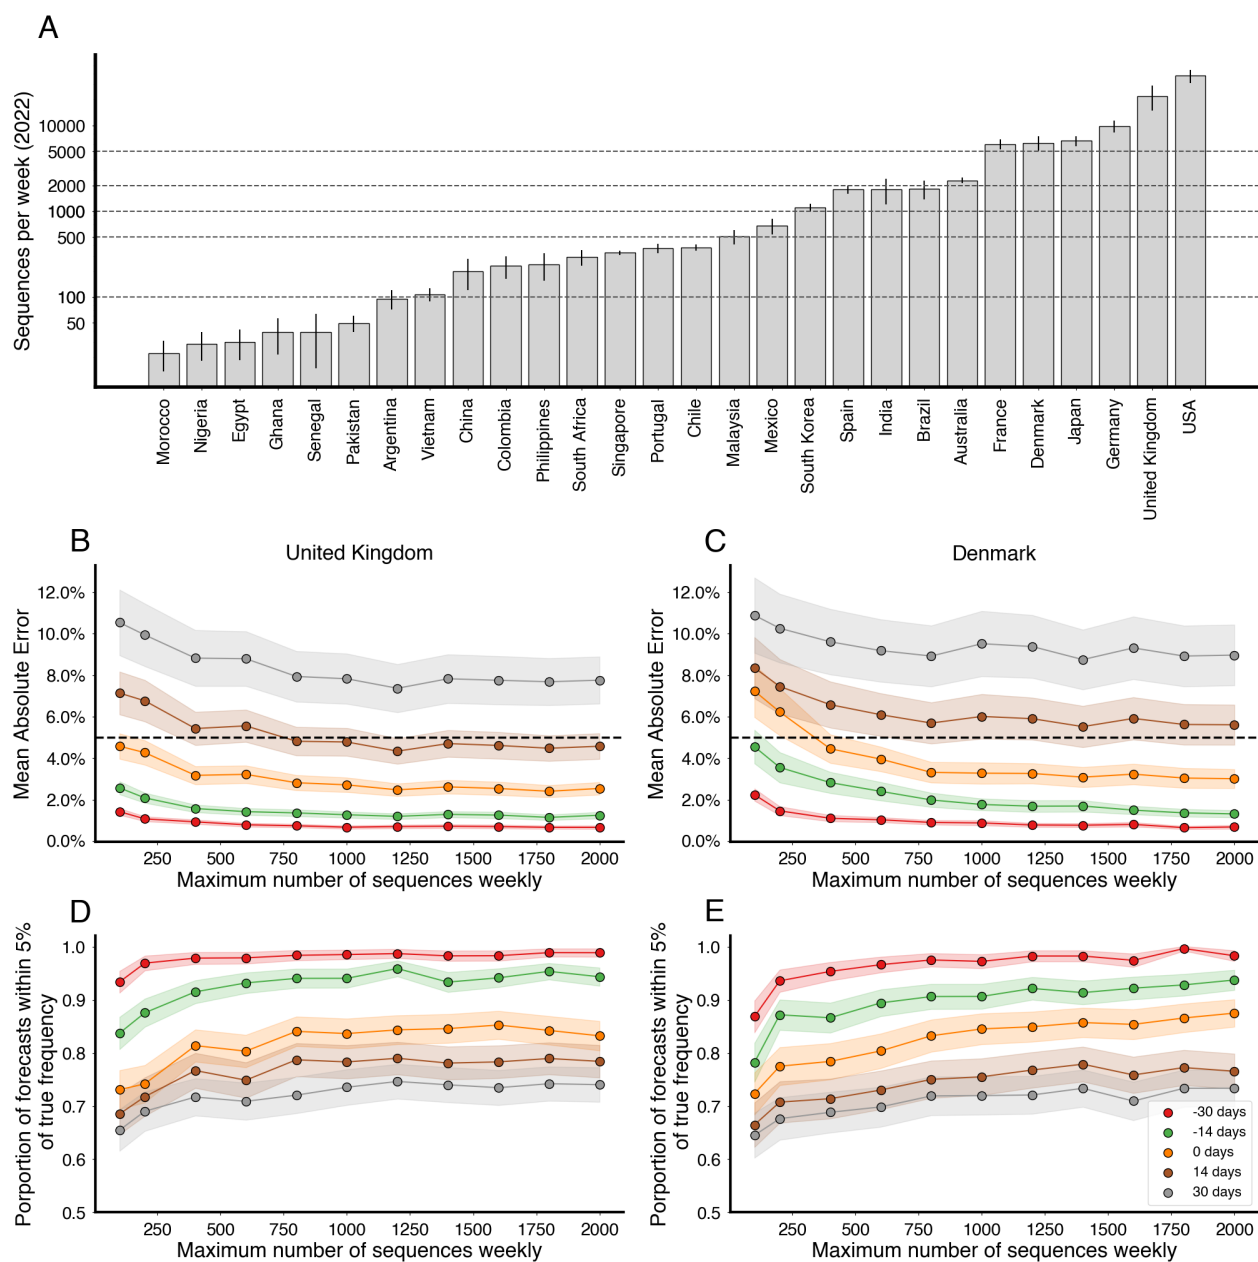 A
Sequences per week (2022)
10000
5000
2000
1000
500
100
50
Morocco
Nigeria
Egypt
Ghana
Senegal
Pakistan
Argentina
Vietnam
China
Colombia
Philippines
South Africa
Singapore
Portugal
Chile
Malaysia
Mexico
South Korea
Spain
India
Brazil
Australia
France
Denmark
Japan
Germany
United Kingdom
USA
B
United Kingdom
Mean Absolute Error
12.0%
10.0%
8.0%
6.0%
4.0%
2.0%
0.0%
250 500 750 1000 1250 1500 1750 2000
Maximum number of sequences weekly
C
Denmark
Mean Absolute Error
12.0%
10.0%
8.0%
6.0%
4.0%
2.0%
0.0%
250 500 750 1000 1250 1500 1750 2000
Maximum number of sequences weekly
D
Porportion of forecasts within 5%
of true frequency
1.0
0.9
0.8
0.7
0.6
0.5
250 500 750 1000 1250 1500 1750 2000
Maximum number of sequences weekly
E
Porportion of forecasts within 5%
of true frequency
1.0
0.9
0.8
0.7
0.6
0.5
250 500 750 1000 1250 1500 1750 2000
Maximum number of sequences weekly
-30 days
-14 days
0 days
14 days
30 days